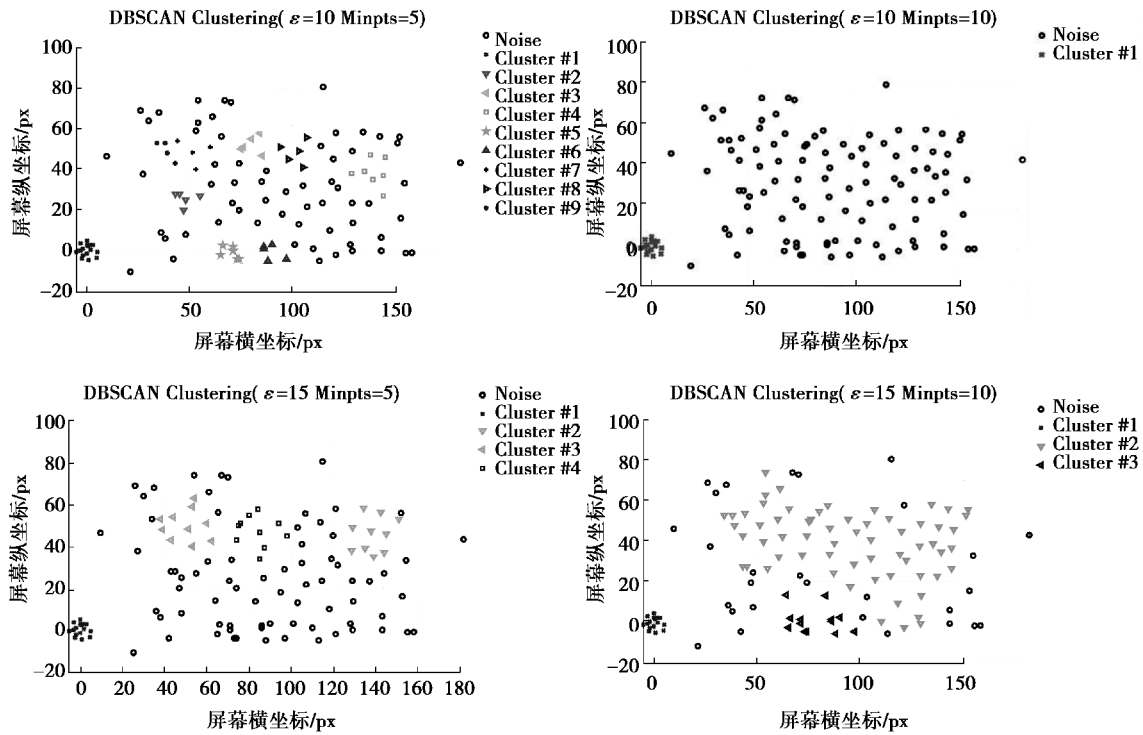 DBSCAN Clustering( ε=10 Minpts=5)
Noise
Cluster #1
Cluster #2
Cluster #3
Cluster #4
Cluster #5
Cluster #6
Cluster #7
Cluster #8
Cluster #9
100
80
60
40
20
0
−20
屏幕纵坐标/px
0 50 100 150
屏幕横坐标/px
DBSCAN Clustering( ε=10 Minpts=10)
Noise
Cluster #1
100
80
60
40
20
0
−20
屏幕纵坐标/px
0 50 100 150
屏幕横坐标/px
DBSCAN Clustering( ε=15 Minpts=5)
Noise
Cluster #1
Cluster #2
Cluster #3
Cluster #4
100
80
60
40
20
0
−20
屏幕纵坐标/px
0 20 40 60 80 100 120 140 160 182
屏幕横坐标/px
DBSCAN Clustering( ε=15 Minpts=10)
Noise
Cluster #1
Cluster #2
Cluster #3
100
80
60
40
20
0
−20
屏幕纵坐标/px
0 50 100 150
屏幕横坐标/px